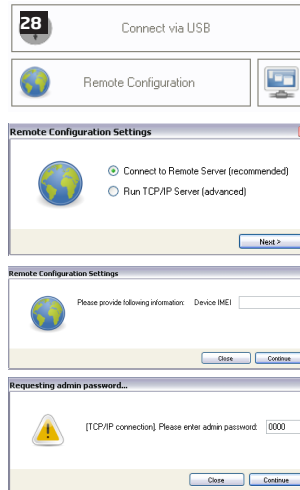 28
Connect via USB
Remote Configuration
Remote Configuration Settings
Connect to Remote Server (recommended)
Run TCP/IP Server (advanced)
Next >
Remote Configuration Settings
Please provide following information: Device IMEI
Close Continue
Requesting admin password...
[TCP/IP connection]. Please enter admin password: 0000
Close Continue